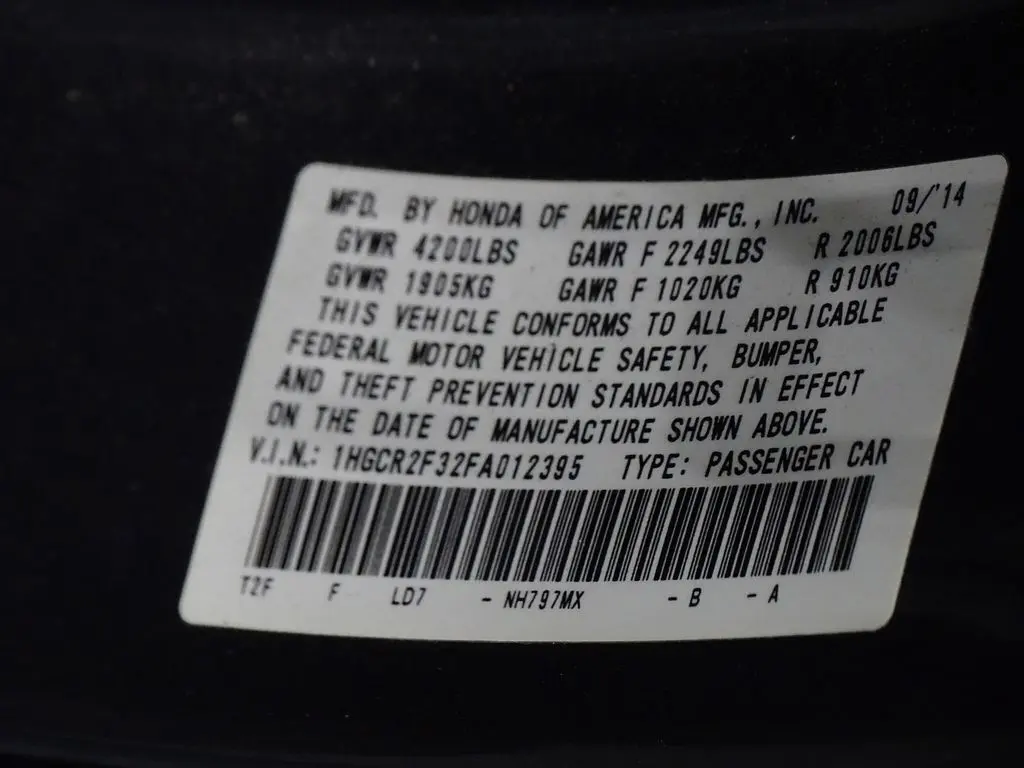 MFD. BY HONDA OF AMERICA MFG., INC. 09/'14
GVWR 4200LBS GAWR F 2249LBS R 2006LBS
GVWR 1905KG GAWR F 1020KG R 910KG
THIS VEHICLE CONFORMS TO ALL APPLICABLE
FEDERAL MOTOR VEHICLE SAFETY, BUMPER,
AND THEFT PREVENTION STANDARDS IN EFFECT
ON THE DATE OF MANUFACTURE SHOWN ABOVE.
V.I.N.: 1HGCR2F32FA012395 TYPE: PASSENGER CAR
T2F F LD7 - NH797MX - B - A